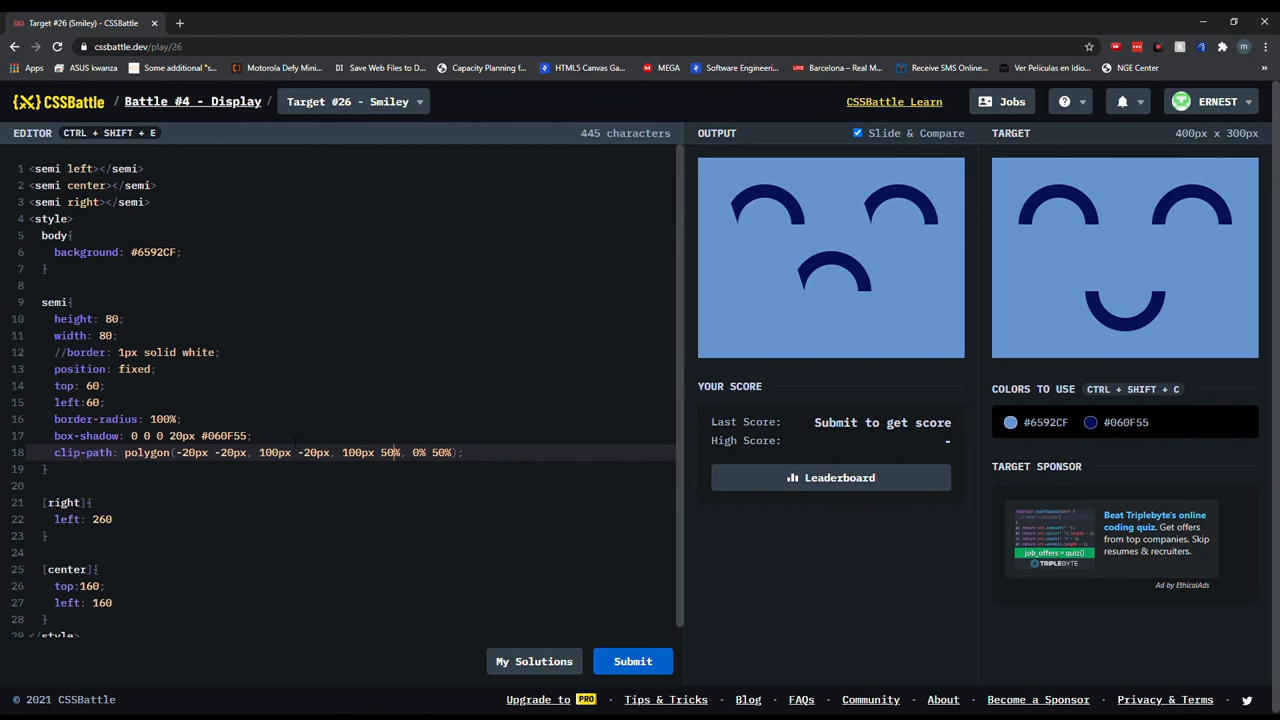 Target #26 (Smiley) - CSSBattle
cssbattle.dev/play/26
m
Apps
ASUS kwanza
Some additional "s...
Motorola Defy Mini...
DI Save Web Files to D...
Capacity Planning f...
HTML5 Canvas Ga...
MEGA
Software Engineeri...
LIVE Barcelona – Real M...
Receive SMS Online...
Ver Películas en Idio...
NGE Center
»
{X} CSSBattle / Battle #4 - Display / Target #26 - Smiley
CSSBattle Learn
Jobs
ERNEST
EDITOR CTRL + SHIFT + E
445 characters
OUTPUT
Slide & Compare
TARGET
400px x 300px
1 <semi left></semi>
2 <semi center></semi>
3 <semi right></semi>
4 <style>
5 body{
6 background: #6592CF;
7 }
8
9 semi{
10 height: 80;
11 width: 80;
12 //border: 1px solid white;
13 position: fixed;
14 top: 60;
15 left:60;
16 border-radius: 100%;
17 box-shadow: 0 0 0 20px #060F55;
18 clip-path: polygon(-20px -20px, 100px -20px, 100px 50%, 0% 50%);
19 }
20
21 [right]{
22 left: 260
23 }
24
25 [center]{
26 top:160;
27 left: 160
28 }
29 </style>
YOUR SCORE
Last Score: Submit to get score
High Score: -
Leaderboard
COLORS TO USE CTRL + SHIFT + C
#6592CF #060F55
TARGET SPONSOR
job_offers = quiz()
TRIPLEBYTE
Beat Triplebyte's online
coding quiz. Get offers
from top companies. Skip
resumes & recruiters.
Ad by EthicalAds
My Solutions
Submit
© 2021 CSSBattle
Upgrade to PRO
Tips & Tricks
Blog
FAQs
Community
About
Become a Sponsor
Privacy & Terms